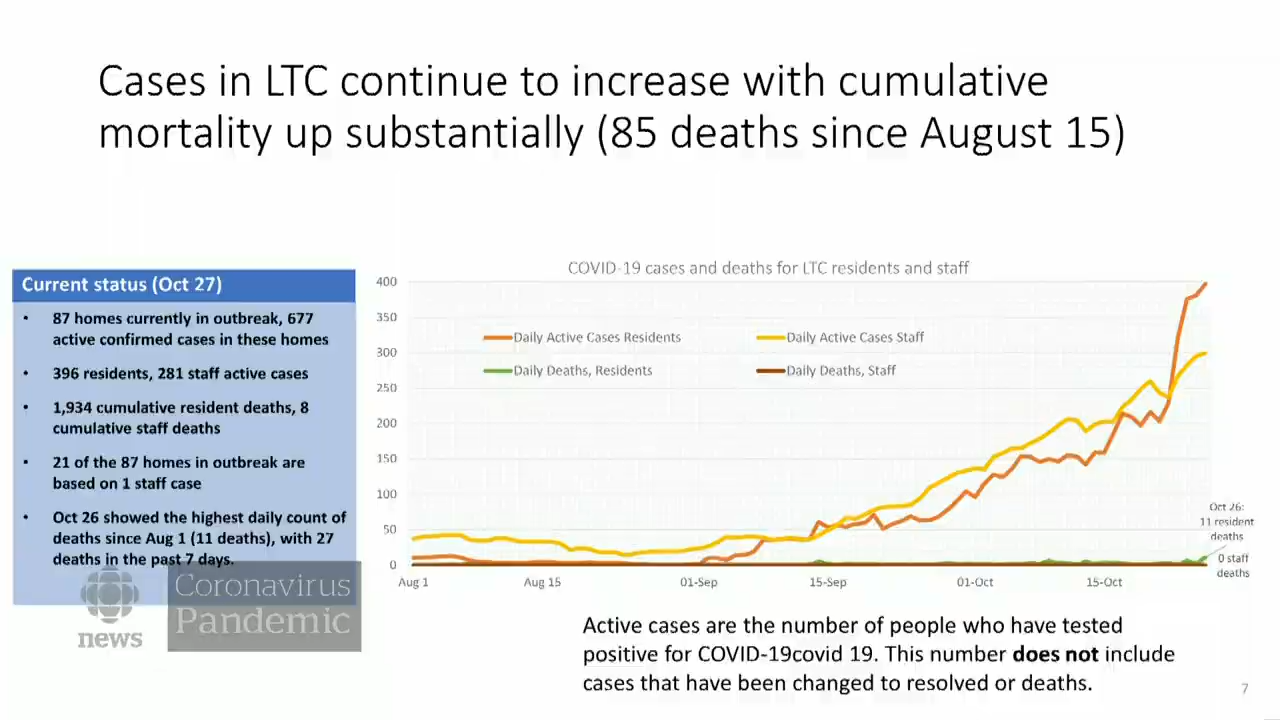 Cases in LTC continue to increase with cumulative
mortality up substantially (85 deaths since August 15)
Current status (Oct 27)
• 87 homes currently in outbreak, 677
active confirmed cases in these homes
• 396 residents, 281 staff active cases
• 1,934 cumulative resident deaths, 8
cumulative staff deaths
• 21 of the 87 homes in outbreak are
based on 1 staff case
• Oct 26 showed the highest daily count of
deaths since Aug 1 (11 deaths), with 27
deaths in the past 7 days.
news
Coronavirus
Pandemic
COVID-19 cases and deaths for LTC residents and staff
400
350
300
250
200
150
100
50
0
Daily Active Cases Residents
Daily Active Cases Staff
Daily Deaths, Residents
Daily Deaths, Staff
Aug 1
Aug 15
01-Sep
15-Sep
01-Oct
15-Oct
Oct 26:
11 resident
deaths
0 staff
deaths
Active cases are the number of people who have tested
positive for COVID-19covid 19. This number does not include
cases that have been changed to resolved or deaths.
7